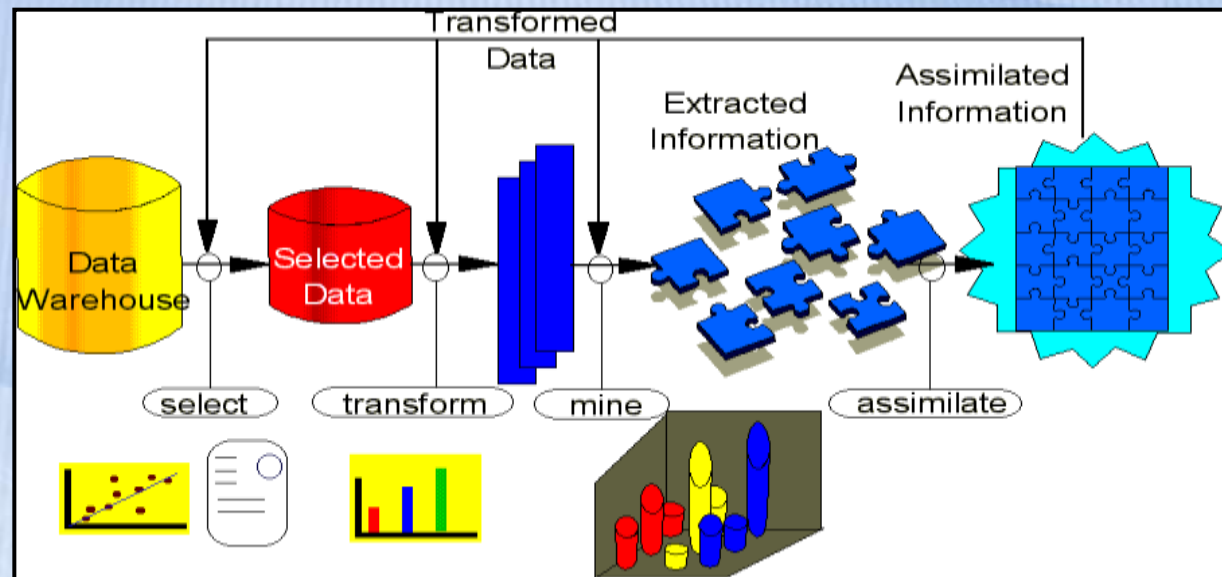 Transformed
Data
Assimilated
Information
Extracted
Information
Data
Warehouse
Selected
Data
select
transform
mine
assimilate